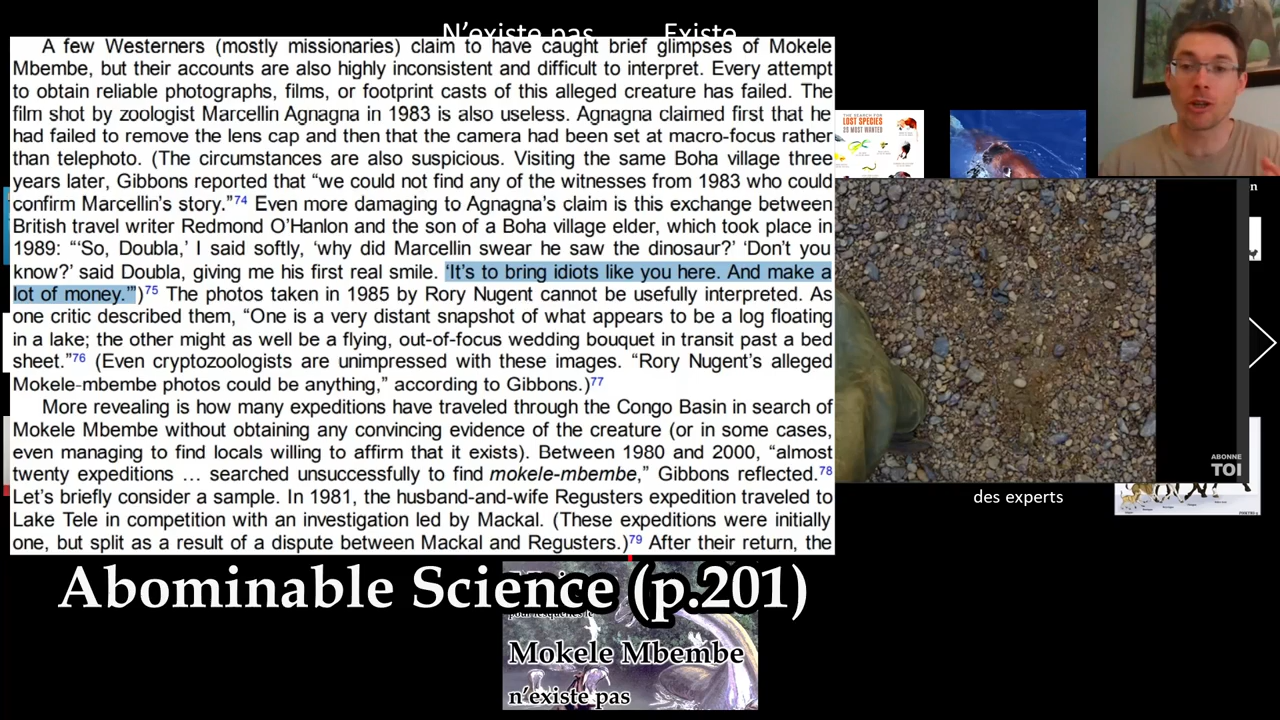 N'existe pas
Existe
A few Westerners (mostly missionaries) claim to have caught brief glimpses of Mokele
Mbembe, but their accounts are also highly inconsistent and difficult to interpret. Every attempt
to obtain reliable photographs, films, or footprint casts of this alleged creature has failed. The
film shot by zoologist Marcellin Agnagna in 1983 is also useless. Agnagna claimed first that he
had failed to remove the lens cap and then that the camera had been set at macro-focus rather
than telephoto. (The circumstances are also suspicious. Visiting the same Boha village three
years later, Gibbons reported that “we could not find any of the witnesses from 1983 who could
confirm Marcellin’s story.”74 Even more damaging to Agnagna’s claim is this exchange between
British travel writer Redmond O’Hanlon and the son of a Boha village elder, which took place in
1989: “‘So, Doubla,’ I said softly, ‘why did Marcellin swear he saw the dinosaur?’ ‘Don’t you
know?’ said Doubla, giving me his first real smile. ‘It’s to bring idiots like you here. And make a
lot of money.’”)75 The photos taken in 1985 by Rory Nugent cannot be usefully interpreted. As
one critic described them, “One is a very distant snapshot of what appears to be a log floating
in a lake; the other might as well be a flying, out-of-focus wedding bouquet in transit past a bed
sheet.”76 (Even cryptozoologists are unimpressed with these images. “Rory Nugent’s alleged
Mokele-mbembe photos could be anything,” according to Gibbons.)77
More revealing is how many expeditions have traveled through the Congo Basin in search of
Mokele Mbembe without obtaining any convincing evidence of the creature (or in some cases,
even managing to find locals willing to affirm that it exists). Between 1980 and 2000, “almost
twenty expeditions … searched unsuccessfully to find mokele-mbembe,” Gibbons reflected.78
Let’s briefly consider a sample. In 1981, the husband-and-wife Regusters expedition traveled to
Lake Tele in competition with an investigation led by Mackal. (These expeditions were initially
one, but split as a result of a dispute between Mackal and Regusters.)79 After their return, the
THE SEARCH FOR
LOST SPECIES
25 MOST WANTED
ABONNE
TOI
des experts
Abominable Science (p.201)
pour lesquelles le
Mokele Mbembe
n'existe pas